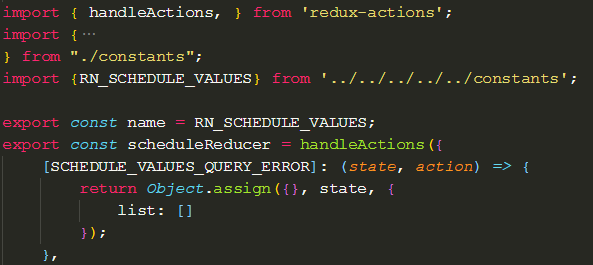 import { handleActions, } from 'redux-actions';
import {⋯
} from "./constants";
import {RN_SCHEDULE_VALUES} from '../../../../../constants';
export const name = RN_SCHEDULE_VALUES;
export const scheduleReducer = handleActions({
    [SCHEDULE_VALUES_QUERY_ERROR]: (state, action) => {
        return Object.assign({}, state, {
            list: []
        });
    },